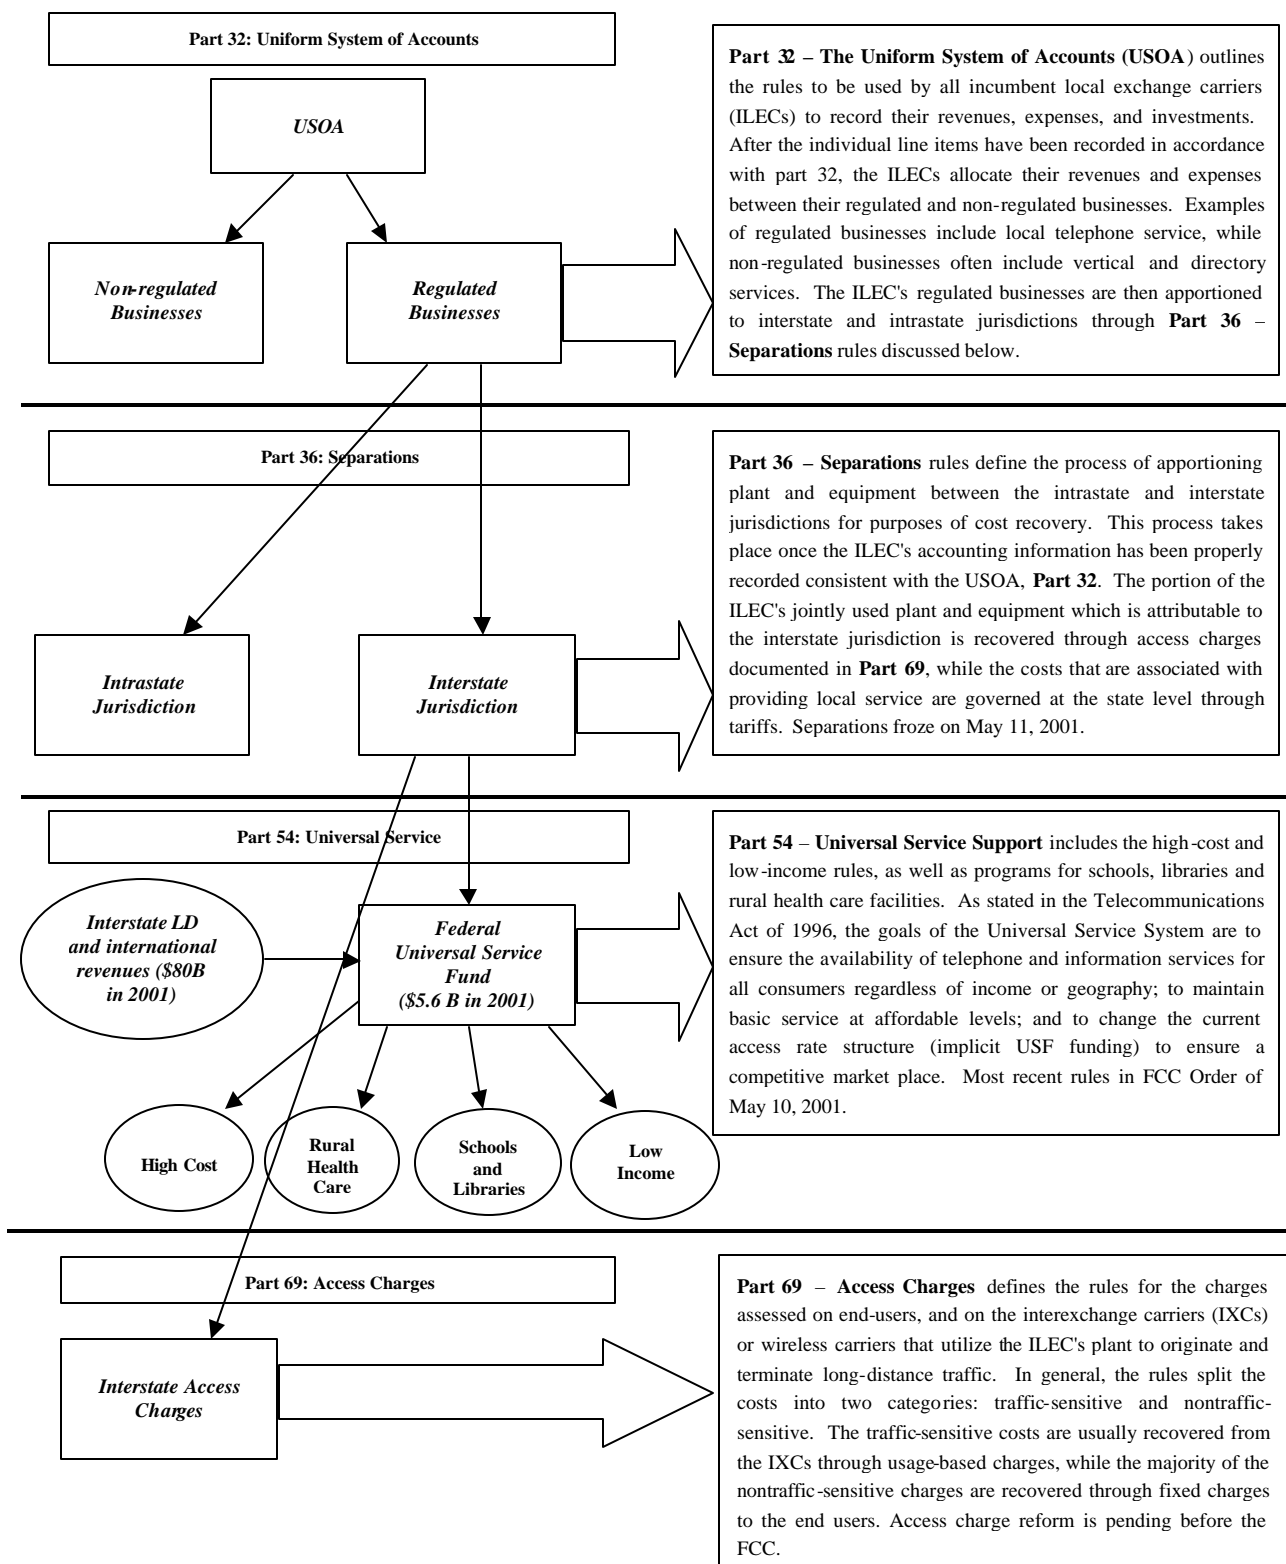 Part 32: Uniform System of Accounts
USOA
Non-regulated
Businesses
Regulated
Businesses
Part 32 – The Uniform System of Accounts (USOA) outlines
the rules to be used by all incumbent local exchange carriers
(ILECs) to record their revenues, expenses, and investments.
After the individual line items have been recorded in accordance
with part 32, the ILECs allocate their revenues and expenses
between their regulated and non-regulated businesses. Examples
of regulated businesses include local telephone service, while
non-regulated businesses often include vertical and directory
services. The ILEC's regulated businesses are then apportioned
to interstate and intrastate jurisdictions through Part 36 –
Separations rules discussed below.
Part 36: Separations
Intrastate
Jurisdiction
Interstate
Jurisdiction
Part 36 – Separations rules define the process of apportioning
plant and equipment between the intrastate and interstate
jurisdictions for purposes of cost recovery. This process takes
place once the ILEC's accounting information has been properly
recorded consistent with the USOA, Part 32. The portion of the
ILEC's jointly used plant and equipment which is attributable to
the interstate jurisdiction is recovered through access charges
documented in Part 69, while the costs that are associated with
providing local service are governed at the state level through
tariffs. Separations froze on May 11, 2001.
Part 54: Universal Service
Interstate LD
and international
revenues ($80B
in 2001)
Federal
Universal Service
Fund
($5.6 B in 2001)
High Cost
Rural
Health
Care
Schools
and
Libraries
Low
Income
Part 54 – Universal Service Support includes the high-cost and
low-income rules, as well as programs for schools, libraries and
rural health care facilities. As stated in the Telecommunications
Act of 1996, the goals of the Universal Service System are to
ensure the availability of telephone and information services for
all consumers regardless of income or geography; to maintain
basic service at affordable levels; and to change the current
access rate structure (implicit USF funding) to ensure a
competitive market place. Most recent rules in FCC Order of
May 10, 2001.
Part 69: Access Charges
Interstate Access
Charges
Part 69 – Access Charges defines the rules for the charges
assessed on end-users, and on the interexchange carriers (IXCs)
or wireless carriers that utilize the ILEC's plant to originate and
terminate long-distance traffic. In general, the rules split the
costs into two categories: traffic-sensitive and nontraffic-
sensitive. The traffic-sensitive costs are usually recovered from
the IXCs through usage-based charges, while the majority of the
nontraffic-sensitive charges are recovered through fixed charges
to the end users. Access charge reform is pending before the
FCC.